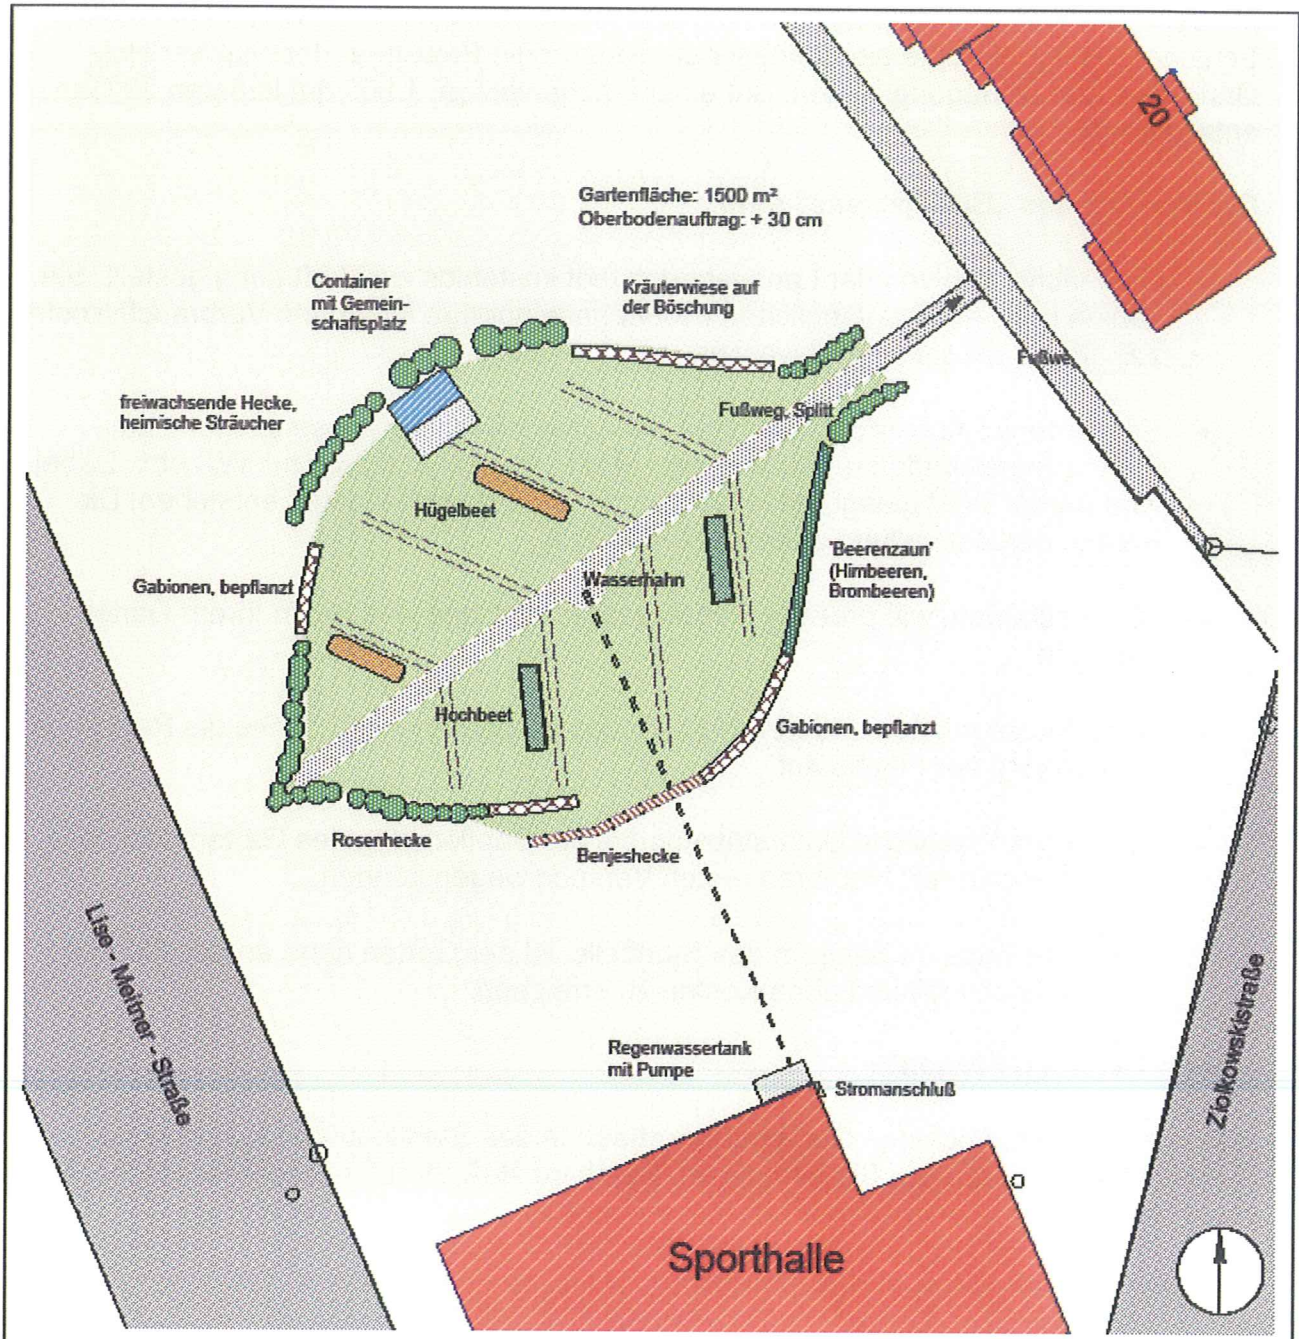 20
Gartenfläche: 1500 m²
Oberbodenauftrag: + 30 cm
Container
mit Gemein-
schaftsplatz
Kräuterwiese auf
der Böschung
Fußwe
freiwachsende Hecke,
heimische Sträucher
Fußweg, Splitt
Hügelbeet
'Beerenzaun'
(Himbeeren,
Brombeeren)
Wasserhahn
Gabionen, bepflanzt
Hochbeet
Gabionen, bepflanzt
Rosenhecke
Benjeshecke
Lise - Meitner - Straße
Regenwassertank
mit Pumpe
Stromanschluß
Ziolkowskistraße
Sporthalle